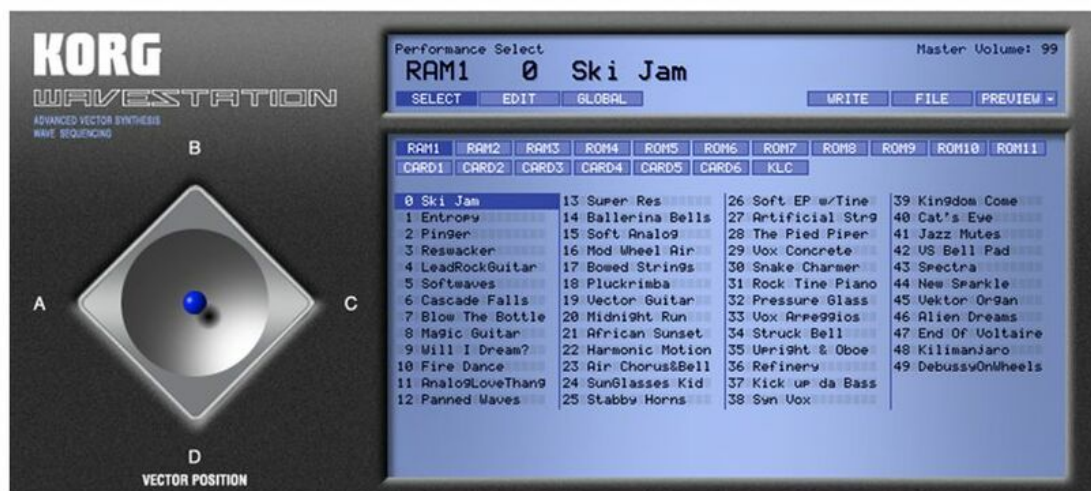 KORG
WAVESTATION
ADVANCED VECTOR SYNTHESIS
WAVE SEQUENCING
B
A
C
D
VECTOR POSITION
Performance Select Master Volume: 99
RAM1 0 Ski Jam
SELECT EDIT GLOBAL WRITE FILE PREVIEW
RAM1 RAM2 RAM3 ROM4 ROM5 ROM6 ROM7 ROM8 ROM9 ROM10 ROM11
CARD1 CARD2 CARD3 CARD4 CARD5 CARD6 KLC
0 Ski Jam
1 Entropy
2 Pinger
3 Reswacker
4 LeadRockGuitar
5 Softwaves
6 Cascade Falls
7 Blow The Bottle
8 Magic Guitar
9 Will I Dream?
10 Fire Dance
11 AnalogLoveThang
12 Panned Waves
13 Super Res
14 Ballerina Bells
15 Soft Analog
16 Mod Wheel Air
17 Bowed Strings
18 Pluckrimba
19 Vector Guitar
20 Midnight Run
21 African Sunset
22 Harmonic Motion
23 Air Chorus&Bell
24 SunGlasses Kid
25 Stabby Horns
26 Soft EP w/Tine
27 Artificial Strg
28 The Pied Piper
29 Vox Concrete
30 Snake Charmer
31 Rock Tine Piano
32 Pressure Glass
33 Vox Arpeggios
34 Struck Bell
35 Upright & Oboe
36 Refinery
37 Kick up da Bass
38 Syn Vox
39 Kingdom Come
40 Cat's Eye
41 Jazz Mutes
42 VS Bell Pad
43 Spectra
44 New Sparkle
45 Vektor Organ
46 Alien Dreams
47 End Of Voltaire
48 Kilimanjaro
49 DebussyOnWheels